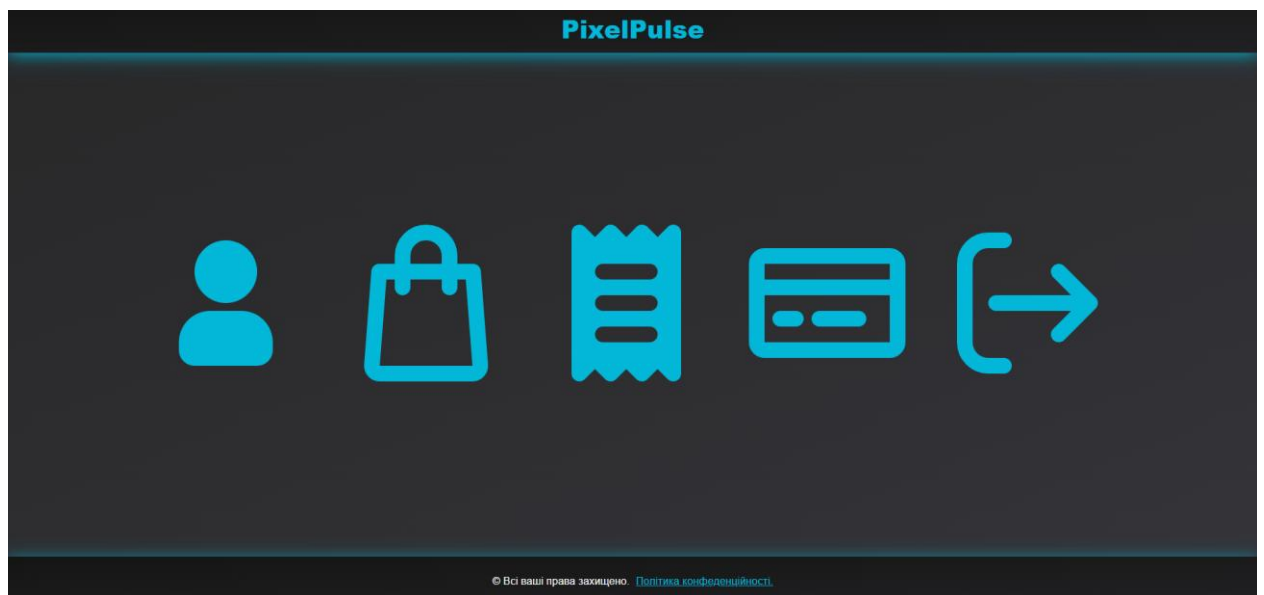 PixelPulse
© Всі ваші права захищено. Політика конфеденційності.